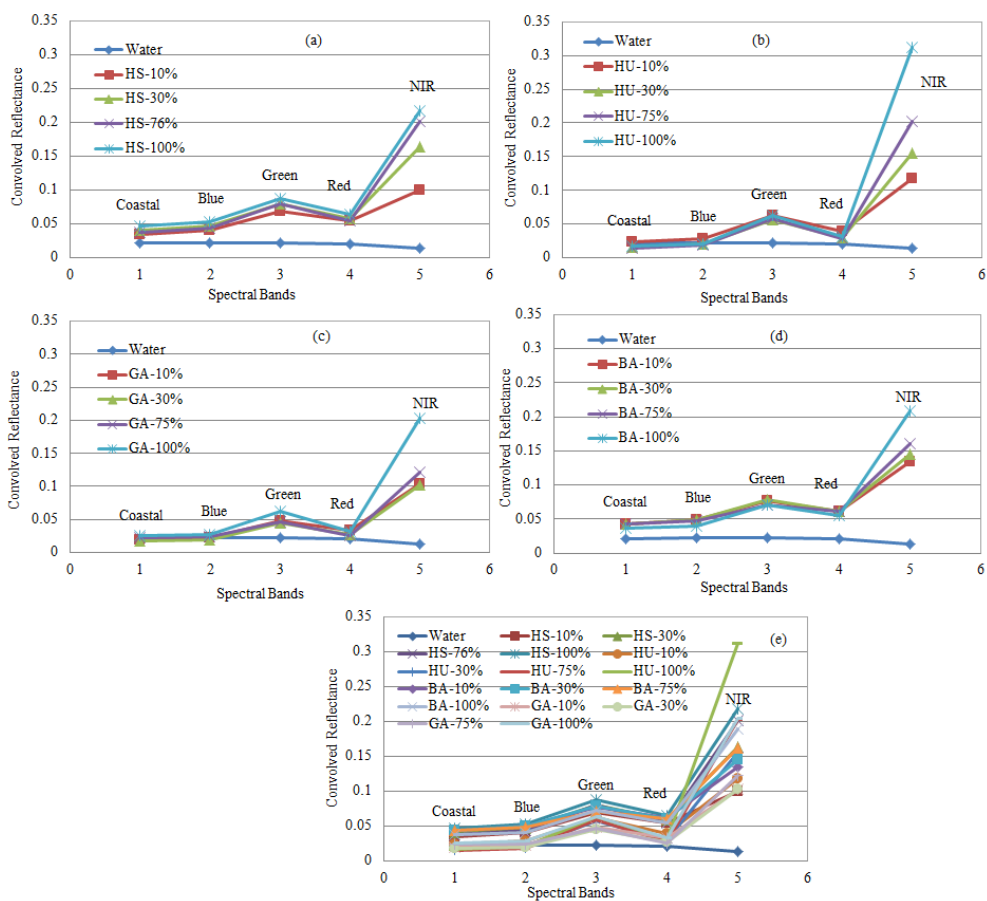 (a)
Convolved Reflectance
0.35
0.3
0.25
0.2
0.15
0.1
0.05
0
Water
HS-10%
HS-30%
HS-76%
HS-100%
Coastal
Blue
Green
Red
NIR
0 1 2 3 4 5 6
Spectral Bands
(b)
Convolved Reflectance
0.35
0.3
0.25
0.2
0.15
0.1
0.05
0
Water
HU-10%
HU-30%
HU-75%
HU-100%
Coastal
Blue
Green
Red
NIR
0 1 2 3 4 5 6
Spectral Bands
(c)
Convolved Reflectance
0.35
0.3
0.25
0.2
0.15
0.1
0.05
0
Water
GA-10%
GA-30%
GA-75%
GA-100%
Coastal
Blue
Green
Red
NIR
0 1 2 3 4 5 6
Spectral Bands
(d)
Convolved Reflectance
0.35
0.3
0.25
0.2
0.15
0.1
0.05
0
Water
BA-10%
BA-30%
BA-75%
BA-100%
Coastal
Blue
Green
Red
NIR
0 1 2 3 4 5 6
Spectral Bands
(e)
Convolved Reflectance
0.35
0.3
0.25
0.2
0.15
0.1
0.05
0
Water HS-10% HS-30%
HS-76% HS-100% HU-10%
HU-30% HU-75% HU-100%
BA-10% BA-30% BA-75%
BA-100% GA-10% GA-30%
GA-75% GA-100%
Coastal
Blue
Green
Red
NIR
0 1 2 3 4 5 6
Spectral Bands